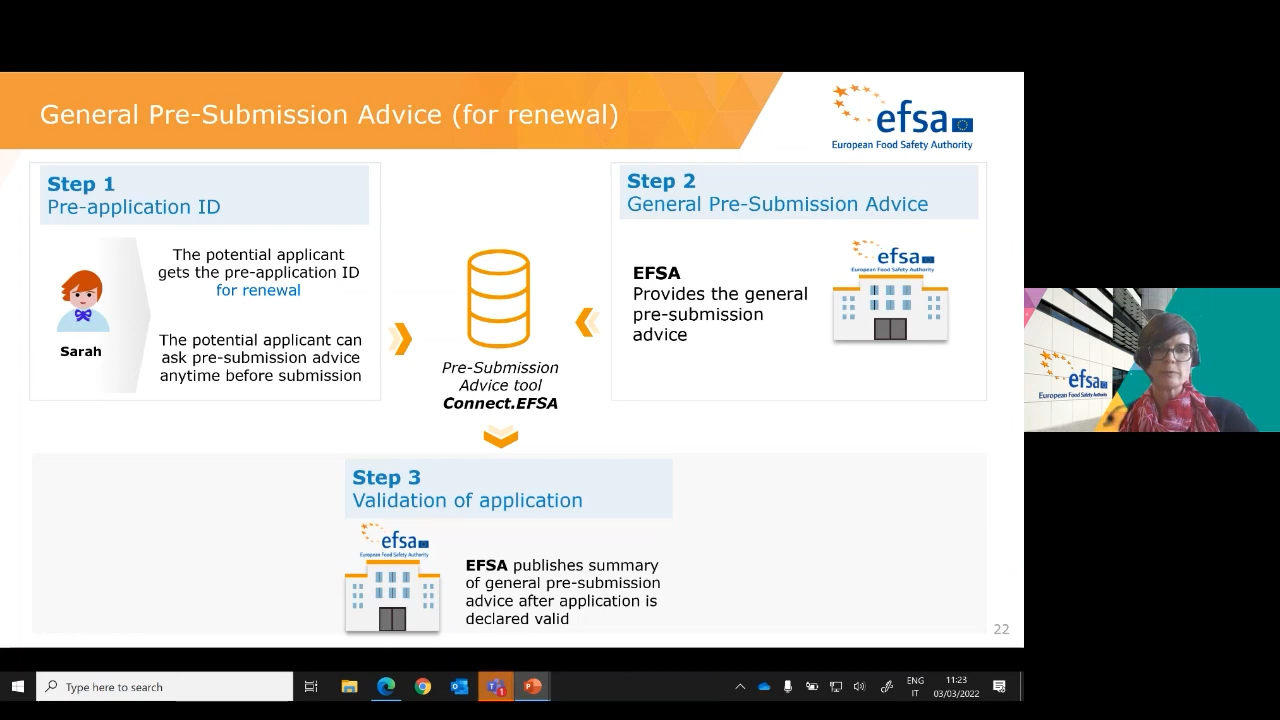 General Pre-Submission Advice (for renewal)
efsa
European Food Safety Authority
Step 1
Pre-application ID
The potential applicant
gets the pre-application ID
for renewal
Sarah
The potential applicant can
ask pre-submission advice
anytime before submission
Pre-Submission
Advice tool
Connect.EFSA
Step 2
General Pre-Submission Advice
EFSA
Provides the general
pre-submission
advice
efsa
European Food Safety Authority
efsa
European Food Safety Authority
Step 3
Validation of application
efsa
European Food Safety Authority
EFSA publishes summary
of general pre-submission
advice after application is
declared valid
22
Type here to search
ENG
IT
11:23
03/03/2022